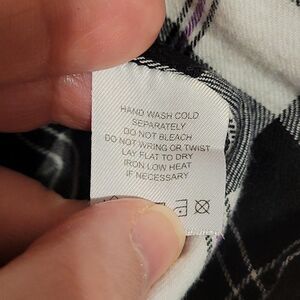 HAND WASH COLD
SEPARATELY
DO NOT BLEACH
DO NOT WRING OR TWIST
LAY FLAT TO DRY
IRON LOW HEAT
IF NECESSARY